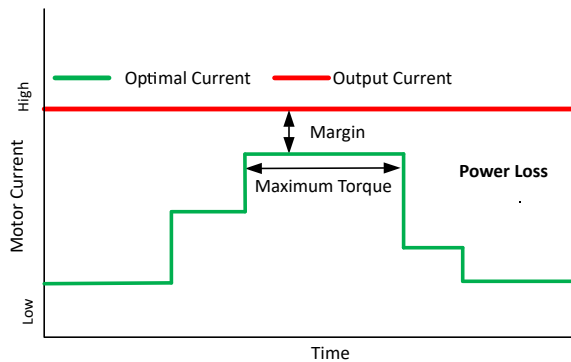 Optimal Current
Output Current
High
Margin
Motor Current
Maximum Torque
Power Loss
Low
Time